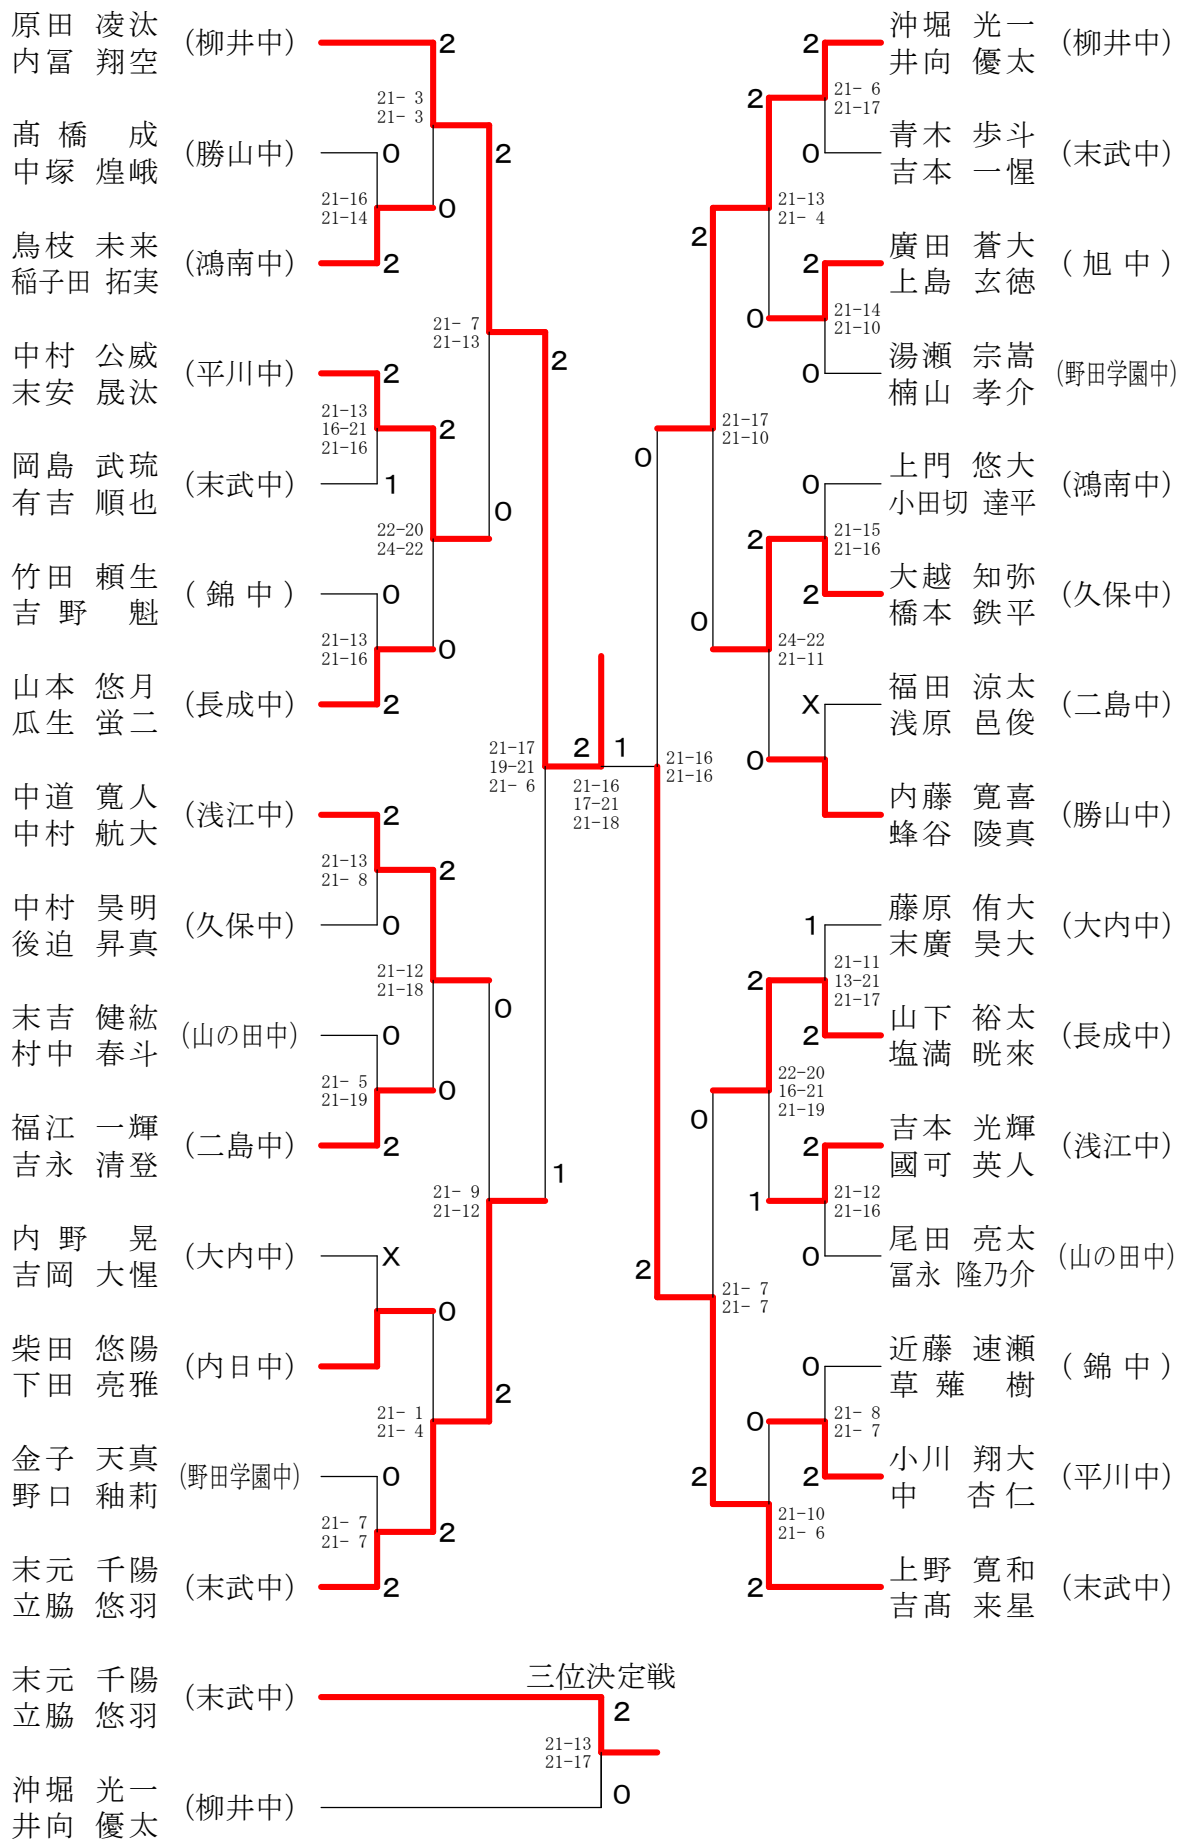 原田 凌汰
内冨 翔空
(柳井中)
2
21- 3
21- 3
髙橋 成
中塚 煌峨
(勝山中)
0
2
21-16
21-14
0
鳥枝 未来
稲子田 拓実
(鴻南中)
2
21- 7
21-13
2
中村 公威
末安 晟汰
(平川中)
2
21-13
16-21
21-16
2
岡島 武琉
有吉 順也
(末武中)
1
0
22-20
24-22
竹田 頼生
吉野 魁
(錦中)
0
21-13
21-16
0
山本 悠月
瓜生 蛍二
(長成中)
2
21-17
19-21
21- 6
2
1
21-16
17-21
21-18
中道 寛人
中村 航大
(浅江中)
2
21-13
21- 8
2
中村 昊明
後迫 昇真
(久保中)
0
21-12
21-18
0
末吉 健紘
村中 春斗
(山の田中)
0
21- 5
21-19
0
福江 一輝
吉永 清登
(二島中)
2
1
21- 9
21-12
内野 晃
吉岡 大惺
(大内中)
X
0
柴田 悠陽
下田 亮雅
(内日中)
2
21- 1
21- 4
金子 天真
野口 釉莉
(野田学園中)
0
21- 7
21- 7
2
末元 千陽
立脇 悠羽
(末武中)
2
2
沖堀 光一
井向 優太
(柳井中)
2
21- 6
21-17
0
青木 歩斗
吉本 一惺
(末武中)
21-13
21- 4
2
2
廣田 蒼大
上島 玄徳
(旭中)
0
21-14
21-10
0
湯瀬 宗嵩
楠山 孝介
(野田学園中)
21-17
21-10
0
0
上門 悠大
小田切 達平
(鴻南中)
2
21-15
21-16
2
大越 知弥
橋本 鉄平
(久保中)
0
24-22
21-11
X
福田 涼太
浅原 邑俊
(二島中)
0
21-16
21-16
内藤 寛喜
蜂谷 陵真
(勝山中)
1
藤原 侑大
末廣 昊大
(大内中)
2
21-11
13-21
21-17
2
山下 裕太
塩満 晄來
(長成中)
22-20
16-21
21-19
0
2
吉本 光輝
國可 英人
(浅江中)
1
21-12
21-16
0
尾田 亮太
冨永 隆乃介
(山の田中)
2
21- 7
21- 7
0
近藤 速瀬
草薙 樹
(錦中)
0
21- 8
21- 7
2
小川 翔大
中 杏仁
(平川中)
2
21-10
21- 6
2
上野 寛和
吉髙 来星
(末武中)
三位決定戦
末元 千陽
立脇 悠羽
(末武中)
2
21-13
21-17
0
沖堀 光一
井向 優太
(柳井中)